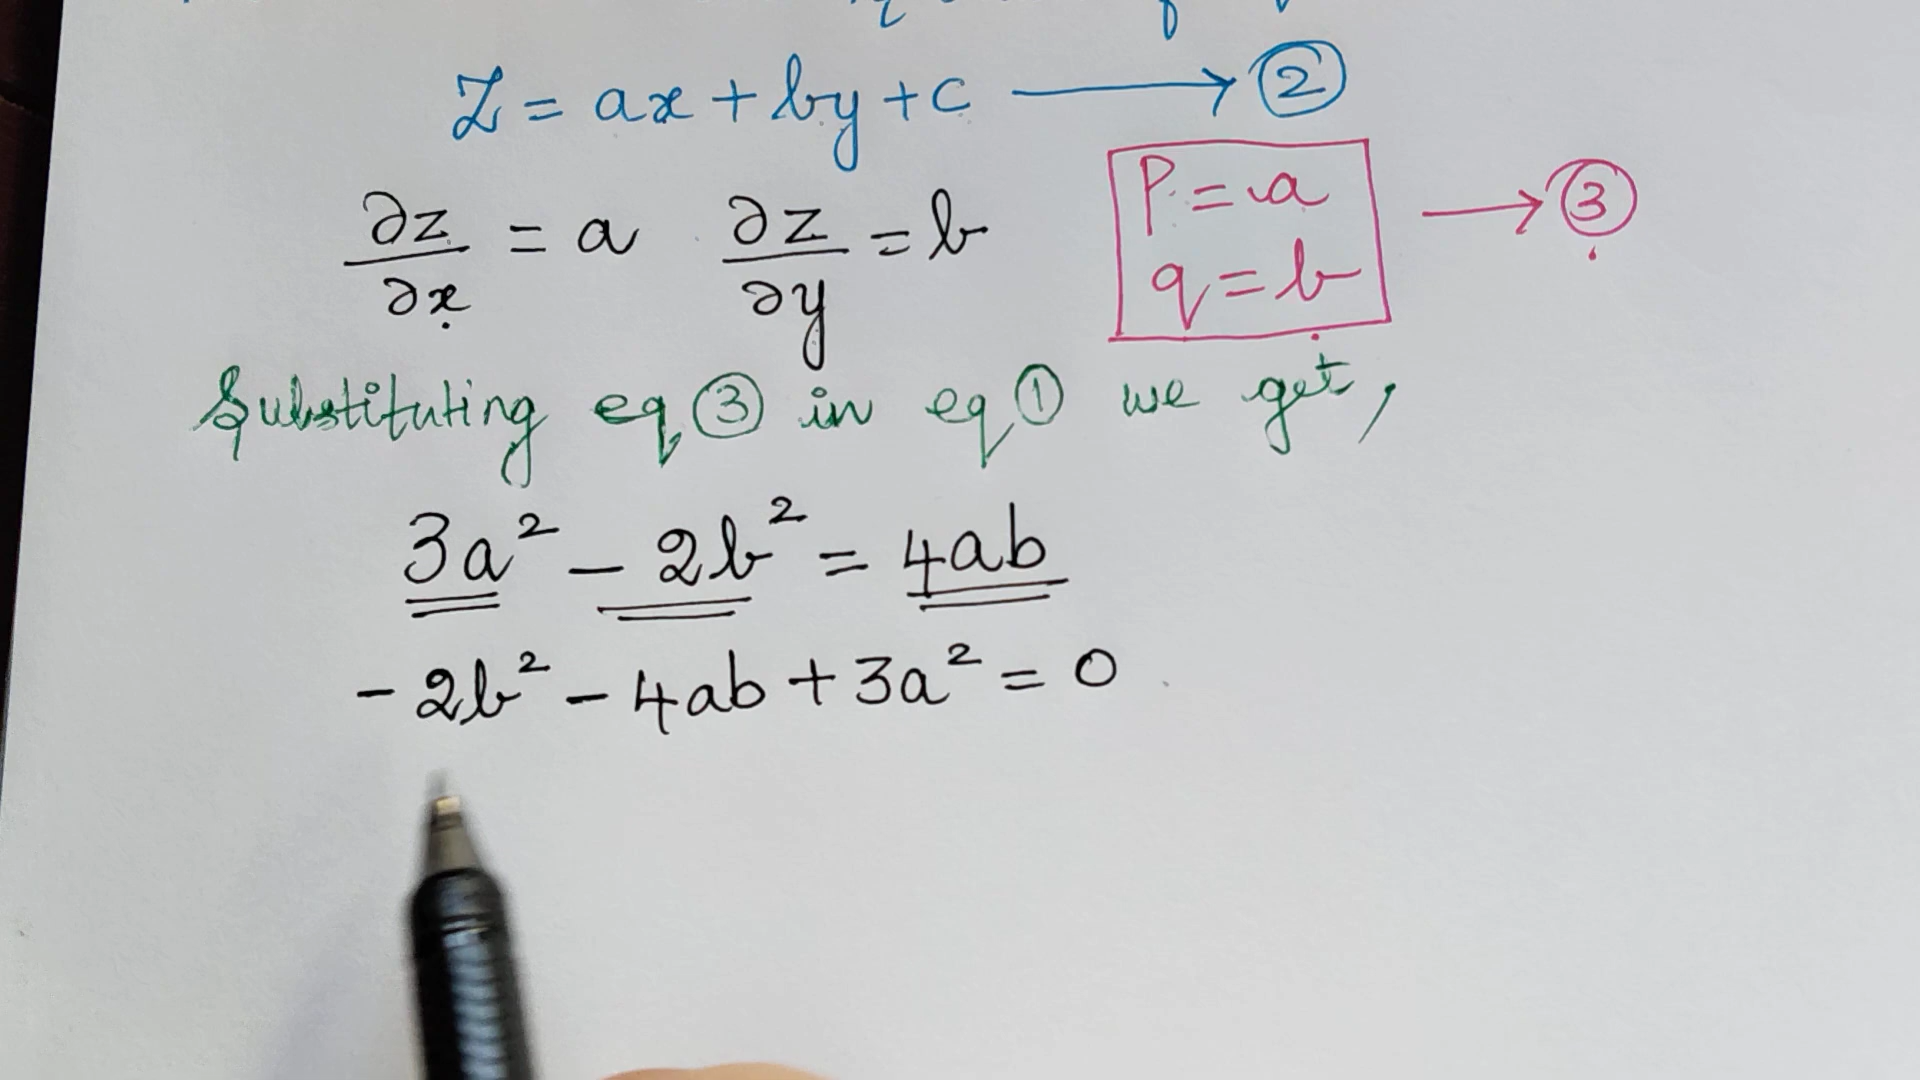 Z = ax + by + c ⟶ ②
∂z/∂x = a ∂z/∂y = b
P = a
q = b ⟶ ③
Substituting eq ③ in eq ① we get,
3a² - 2b² = 4ab
- 2b² - 4ab + 3a² = 0